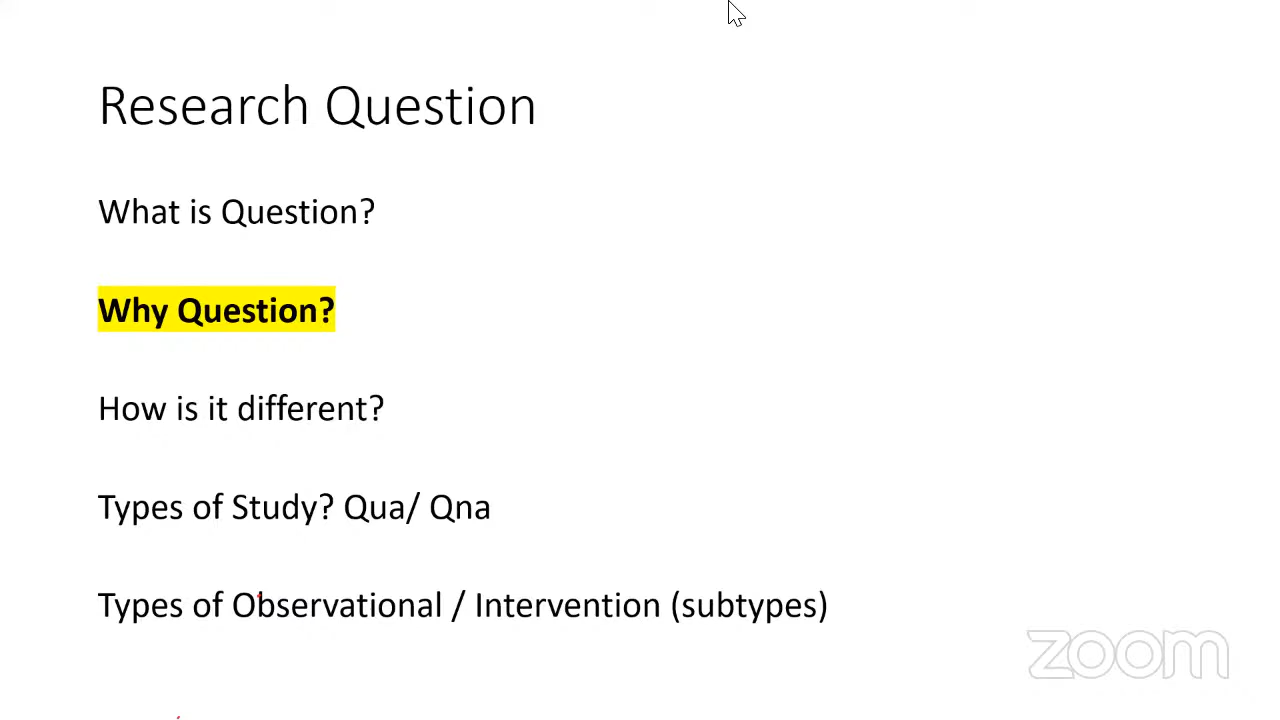 Research Question
What is Question?
Why Question?
How is it different?
Types of Study? Qua/ Qna
Types of Observational / Intervention (subtypes)
zoom